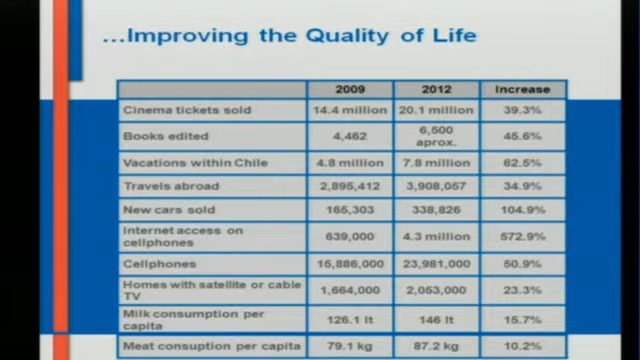 ...Improving the Quality of Life
2009 2012 Increase
Cinema tickets sold 14.4 million 20.1 million 39.3%
Books edited 4,462 6,500 aprox. 45.6%
Vacations within Chile 4.8 million 7.8 million 62.5%
Travels abroad 2,895,412 3,908,057 34.9%
New cars sold 165,303 338,826 104.9%
Internet access on cellphones 639,000 4.3 million 572.9%
Cellphones 15,886,000 23,981,000 50.9%
Homes with satellite or cable TV 1,664,000 2,053,000 23.3%
Milk consumption per capita 126.1 lt 146 lt 15.7%
Meat consuption per capita 79.1 kg 87.2 kg 10.2%